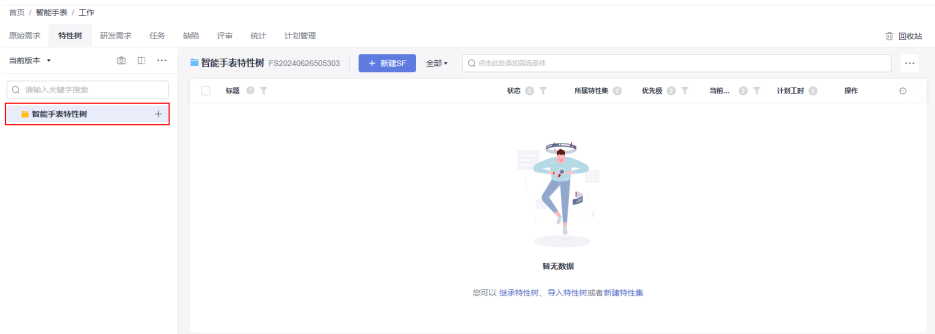 首页 / 智能手表 / 工作
原始需求 特性树 研发需求 任务 缺陷 评审 统计 计划管理 回收站
当前版本
智能手表特性树 FS20240626505303 + 新建SF 全部 点击此处添加筛选条件
请输入关键字搜索
标题 状态 所属特性集 优先级 当前... 计划工时 操作
智能手表特性树
暂无数据
您可以 继承特性树、导入特性树或者新建特性集